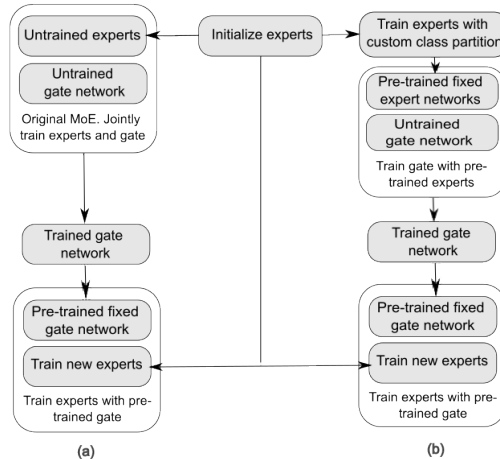 Untrained experts
Untrained
gate network
Original MoE. Jointly
train experts and gate
Trained gate
network
Pre-trained fixed
gate network
Train new experts
Train experts with pre-
trained gate
(a)
Initialize experts
Train experts with
custom class partition
Pre-trained fixed
expert networks
Untrained
gate network
Train gate with pre-
trained experts
Trained gate
network
Pre-trained fixed
gate network
Train new experts
Train experts with pre-
trained gate
(b)